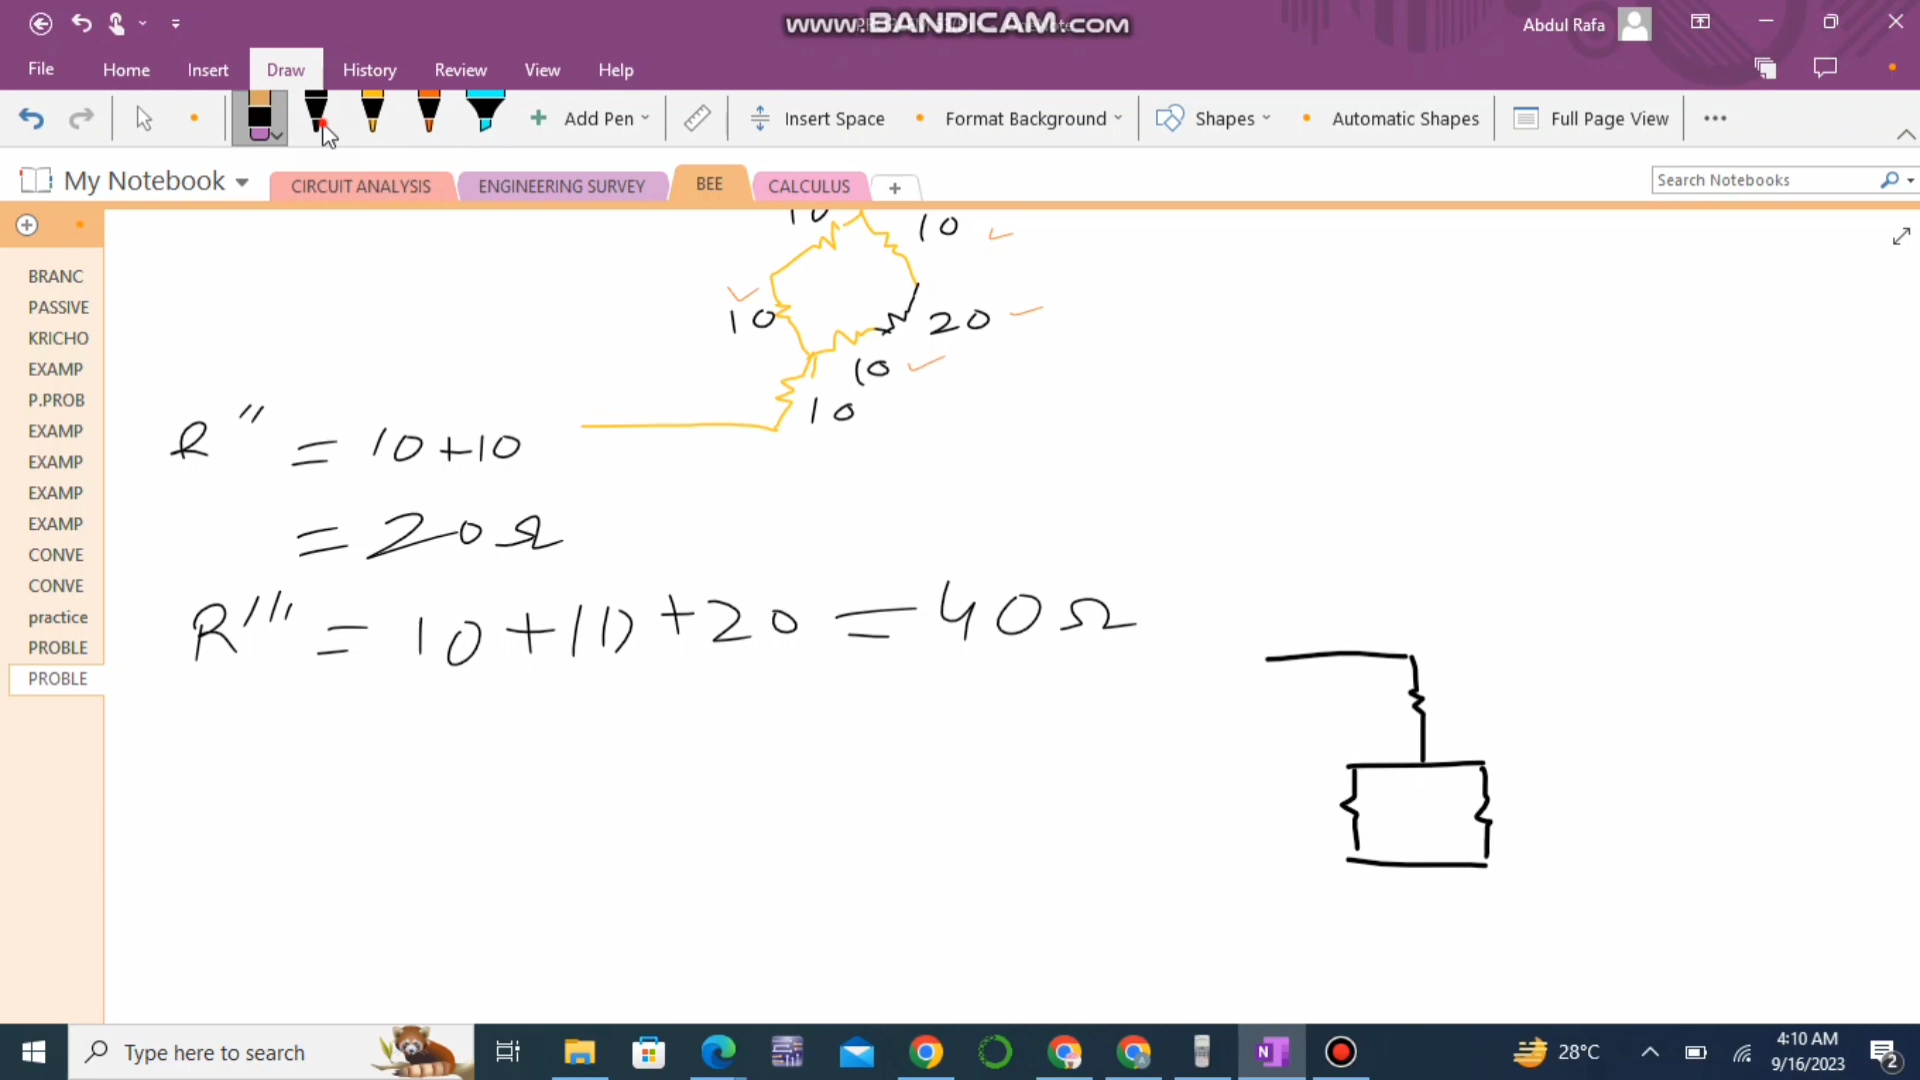 www.BANDICAM.com
Abdul Rafa
File Home Insert Draw History Review View Help
Add Pen Insert Space Format Background Shapes Automatic Shapes Full Page View
My Notebook CIRCUIT ANALYSIS ENGINEERING SURVEY BEE CALCULUS
Search Notebooks
BRANC
PASSIVE
KRICHO
EXAMP
P.PROB
EXAMP
EXAMP
EXAMP
EXAMP
CONVE
CONVE
practice
PROBLE
PROBLE
10 10
10 20
10
10
R'' = 10+10
= 20Ω
R''' = 10+10+20 = 40Ω
Type here to search
28°C
4:10 AM
9/16/2023
2